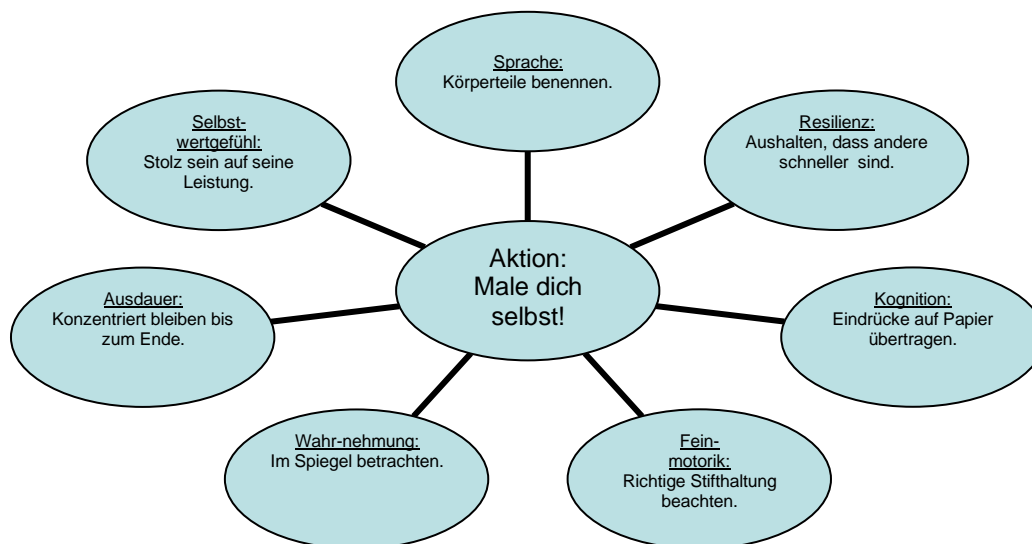 Sprache:
Körperteile benennen.
Selbst-
wertgefühl:
Stolz sein auf seine
Leistung.
Resilienz:
Aushalten, dass andere
schneller sind.
Aktion:
Male dich
selbst!
Ausdauer:
Konzentriert bleiben bis
zum Ende.
Kognition:
Eindrücke auf Papier
übertragen.
Wahr-nehmung:
Im Spiegel betrachten.
Fein-
motorik:
Richtige Stifthaltung
beachten.